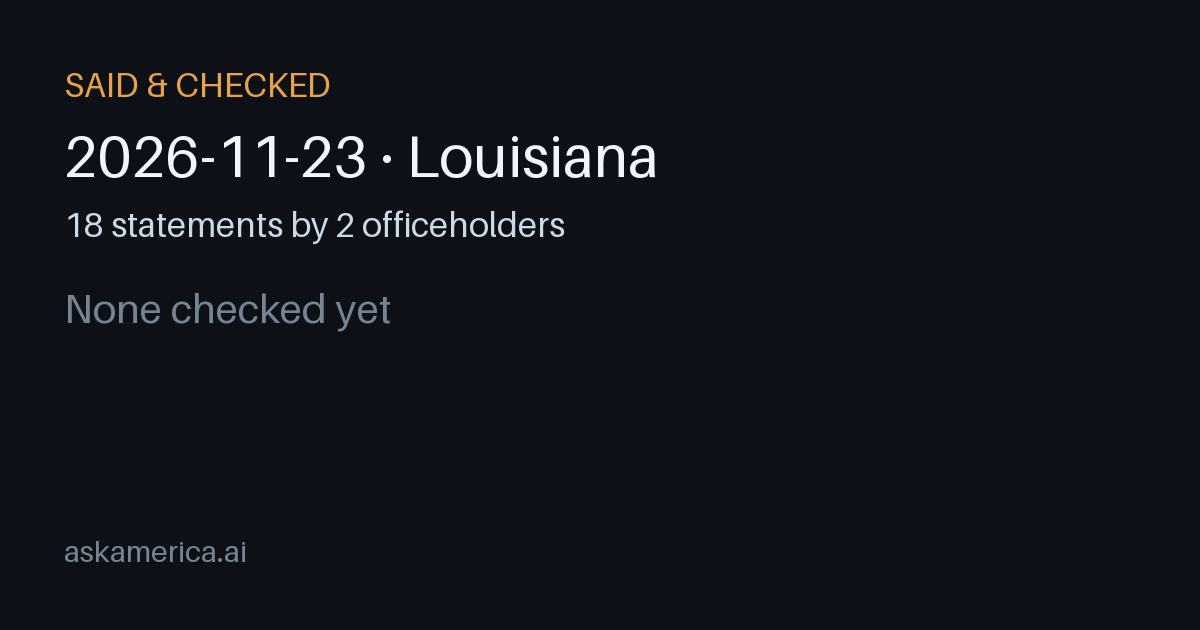 SAID & CHECKED
2026-11-23 · Louisiana
18 statements by 2 officeholders
None checked yet
askamerica.ai